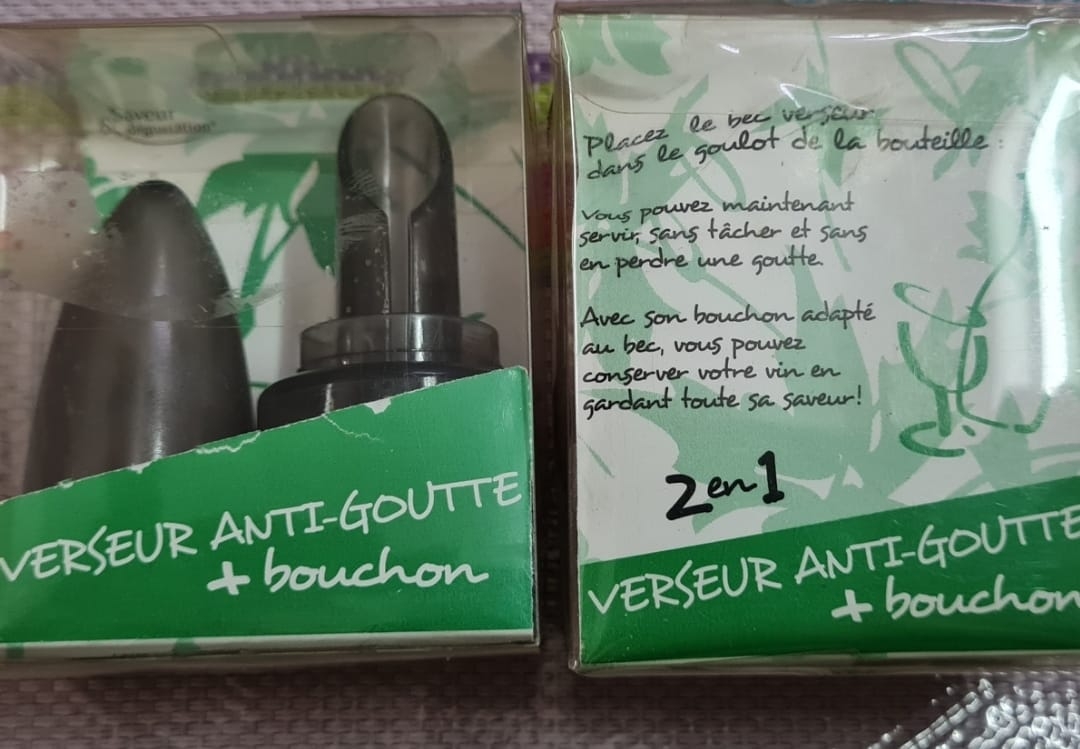 Saveur
& dégustation®
VERSEUR ANTI-GOUTTE
+ bouchon
Placez le bec verseur
dans le goulot de la bouteille :
Vous pouvez maintenant
servir, sans tâcher et sans
en perdre une goutte.
Avec son bouchon adapté
au bec, vous pouvez
conserver votre vin en
gardant toute sa saveur!
2 en 1
VERSEUR ANTI-GOUTTE
+ bouchon